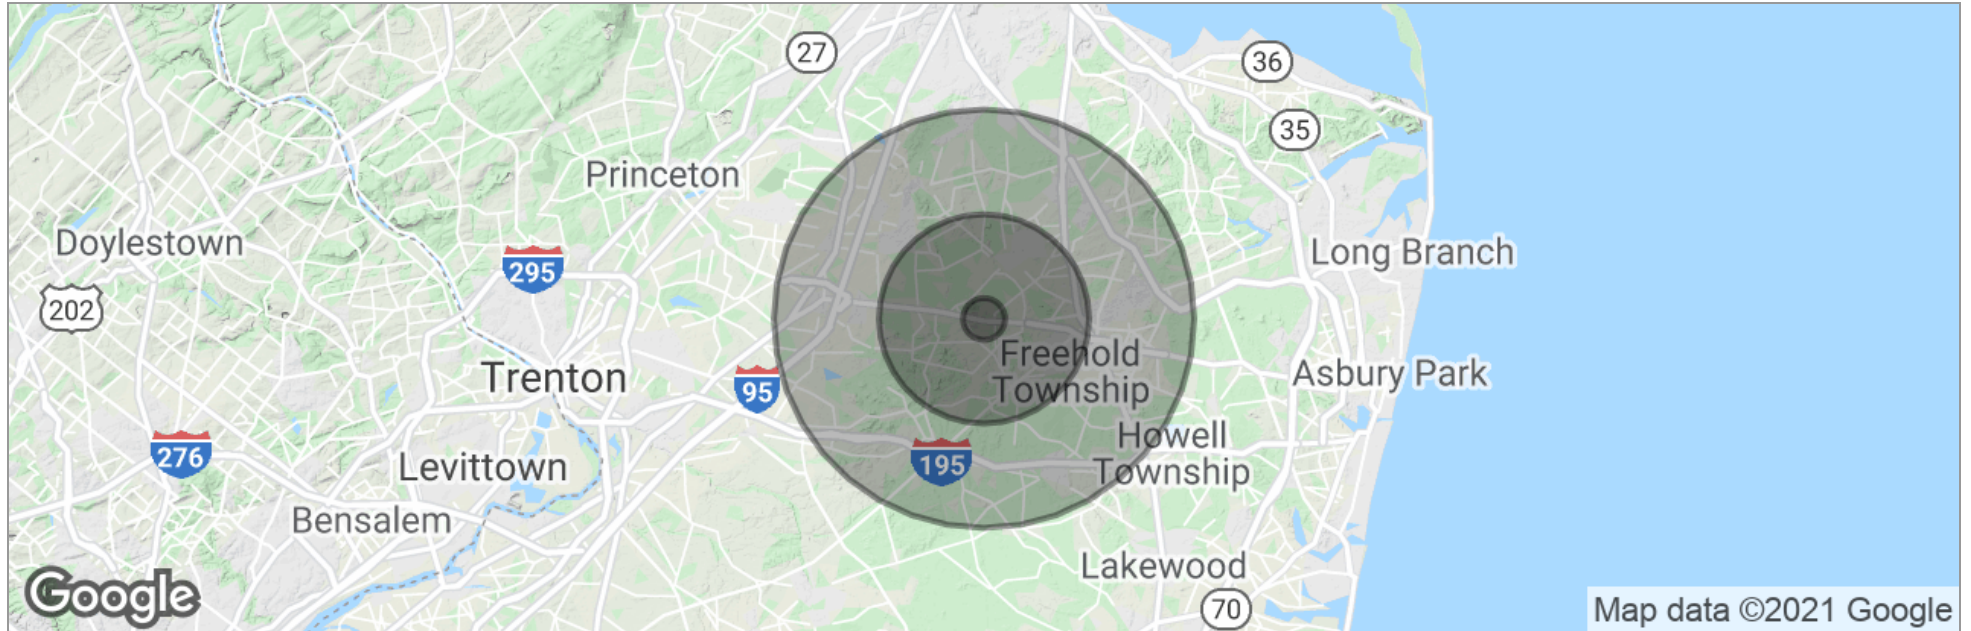 27
36
35
Princeton
Doylestown
295
Long Branch
202
Freehold
Township
Trenton
95
Asbury Park
Howell
Township
276
Levittown
195
Bensalem
Lakewood
Google
70
Map data ©2021 Google